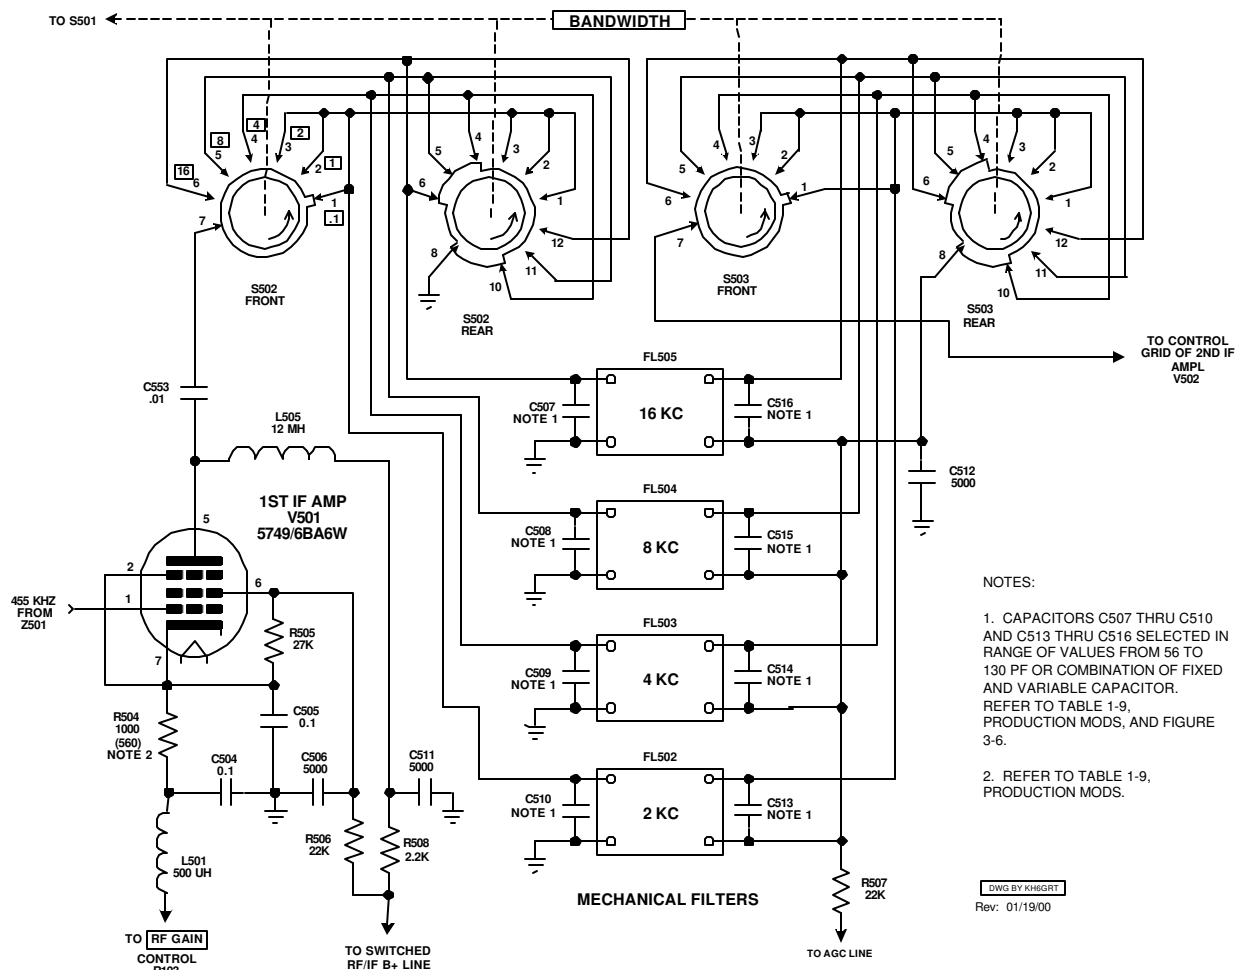 TO S501
BANDWIDTH
16
8
4
2
1
.1
7
6
5
4
3
2
1
S502
FRONT
5
4
3
2
1
6
8
12
11
10
S502
REAR
4
3
2
1
5
6
7
S503
FRONT
5
4
3
2
1
6
8
12
11
10
S503
REAR
TO CONTROL
GRID OF 2ND IF
AMPL
V502
C553
.01
L505
12 MH
1ST IF AMP
V501
5749/6BA6W
5
2
1
6
7
455 KHZ
FROM
Z501
R505
27K
R504
1000
(560)
NOTE 2
C505
0.1
C504
0.1
C506
5000
C511
5000
R506
22K
R508
2.2K
L501
500 UH
TO RF GAIN
CONTROL
TO SWITCHED
RF/IF B+ LINE
FL505
16 KC
C507
NOTE 1
C516
NOTE 1
C512
5000
FL504
8 KC
C508
NOTE 1
C515
NOTE 1
FL503
4 KC
C509
NOTE 1
C514
NOTE 1
FL502
2 KC
C510
NOTE 1
C513
NOTE 1
MECHANICAL FILTERS
R507
22K
TO AGC LINE
NOTES:
1. CAPACITORS C507 THRU C510
AND C513 THRU C516 SELECTED IN
RANGE OF VALUES FROM 56 TO
130 PF OR COMBINATION OF FIXED
AND VARIABLE CAPACITOR.
REFER TO TABLE 1-9,
PRODUCTION MODS, AND FIGURE
3-6.
2. REFER TO TABLE 1-9,
PRODUCTION MODS.
DWG BY KH6GRT
Rev: 01/19/00